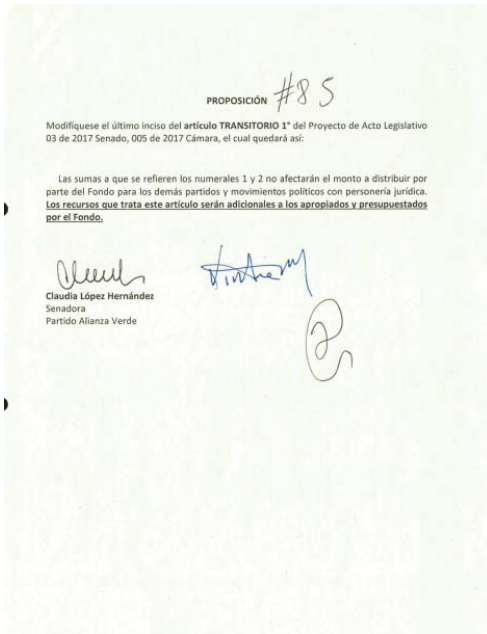 PROPOSICIÓN #85
Modifíquese el último inciso del artículo TRANSITORIO 1° del Proyecto de Acto Legislativo
03 de 2017 Senado, 005 de 2017 Cámara, el cual quedará así:
Las sumas a que se refieren los numerales 1 y 2 no afectarán el monto a distribuir por
parte del Fondo para los demás partidos y movimientos políticos con personería jurídica.
Los recursos que trata este artículo serán adicionales a los apropiados y presupuestados
por el Fondo.
Claudia López Hernández
Senadora
Partido Alianza Verde